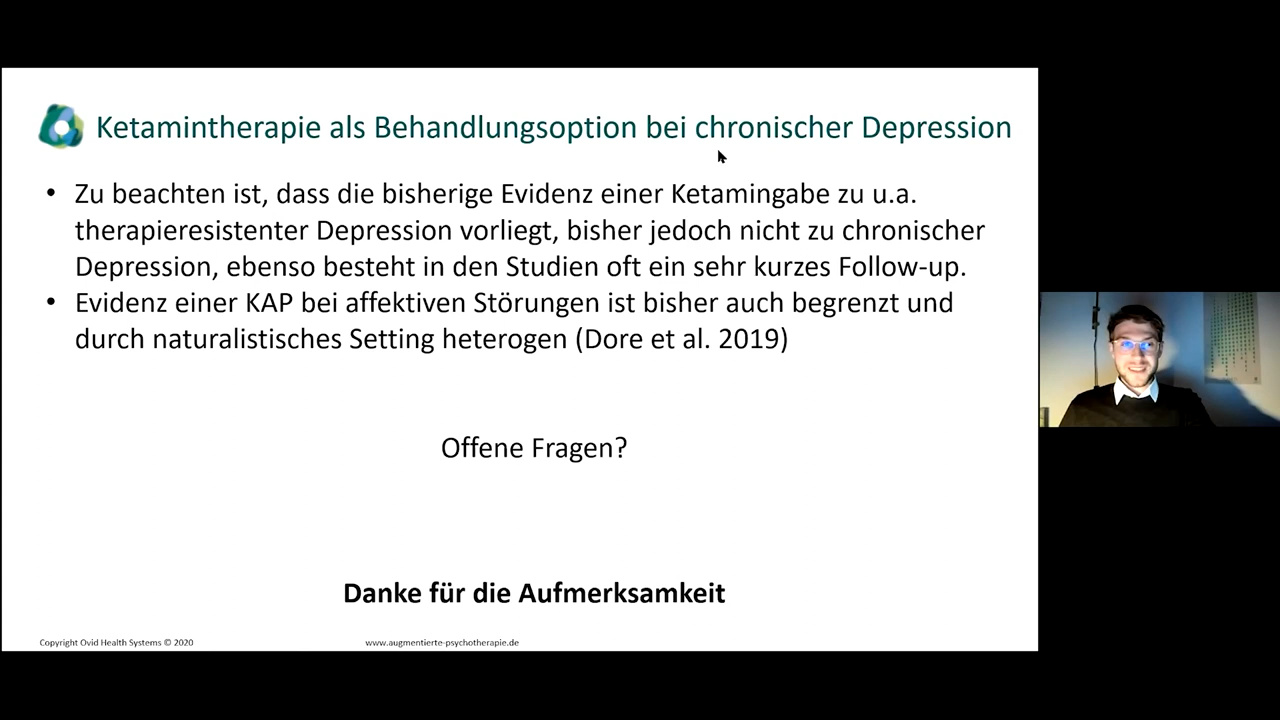 Ketamintherapie als Behandlungsoption bei chronischer Depression
• Zu beachten ist, dass die bisherige Evidenz einer Ketamingabe zu u.a.
therapieresistenter Depression vorliegt, bisher jedoch nicht zu chronischer
Depression, ebenso besteht in den Studien oft ein sehr kurzes Follow-up.
• Evidenz einer KAP bei affektiven Störungen ist bisher auch begrenzt und
durch naturalistisches Setting heterogen (Dore et al. 2019)
Offene Fragen?
Danke für die Aufmerksamkeit
Copyright Ovid Health Systems © 2020
www.augmentierte-psychotherapie.de